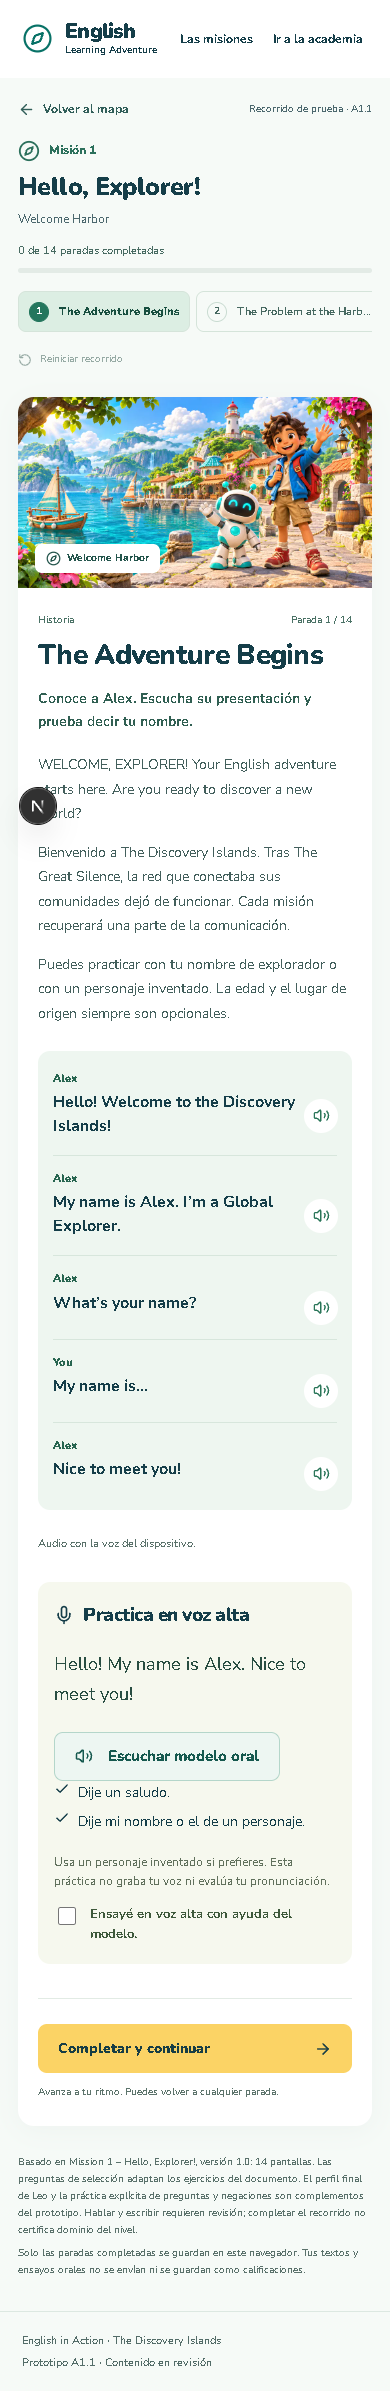 English
Learning Adventure
Las misiones
Ir a la academia
Volver al mapa
Recorrido de prueba · A1.1
Misión 1
Hello, Explorer!
Welcome Harbor
0 de 14 paradas completadas
1 The Adventure Begins
2 The Problem at the Harb...
Reiniciar recorrido
Welcome Harbor
Historia
Parada 1 / 14
The Adventure Begins
Conoce a Alex. Escucha su presentación y
prueba decir tu nombre.
WELCOME, EXPLORER! Your English adventure
starts here. Are you ready to discover a new
world?
N
Bienvenido a The Discovery Islands. Tras The
Great Silence, la red que conectaba sus
comunidades dejó de funcionar. Cada misión
recuperará una parte de la comunicación.
Puedes practicar con tu nombre de explorador o
con un personaje inventado. La edad y el lugar de
origen siempre son opcionales.
Alex
Hello! Welcome to the Discovery
Islands!
Alex
My name is Alex. I'm a Global
Explorer.
Alex
What's your name?
You
My name is...
Alex
Nice to meet you!
Audio con la voz del dispositivo.
Practica en voz alta
Hello! My name is Alex. Nice to
meet you!
Escuchar modelo oral
Dije un saludo.
Dije mi nombre o el de un personaje.
Usa un personaje inventado si prefieres. Esta
práctica no graba tu voz ni evalúa tu pronunciación.
Ensayé en voz alta con ayuda del
modelo.
Completar y continuar
Avanza a tu ritmo. Puedes volver a cualquier parada.
Basado en Mission 1 – Hello, Explorer!, versión 1.0: 14 pantallas. Las
preguntas de selección adaptan los ejercicios del documento. El perfil final
de Leo y la práctica explícita de preguntas y negaciones son complementos
del prototipo. Hablar y escribir requieren revisión; completar el recorrido no
certifica dominio del nivel.
Solo las paradas completadas se guardan en este navegador. Tus textos y
ensayos orales no se envían ni se guardan como calificaciones.
English in Action · The Discovery Islands
Prototipo A1.1 · Contenido en revisión